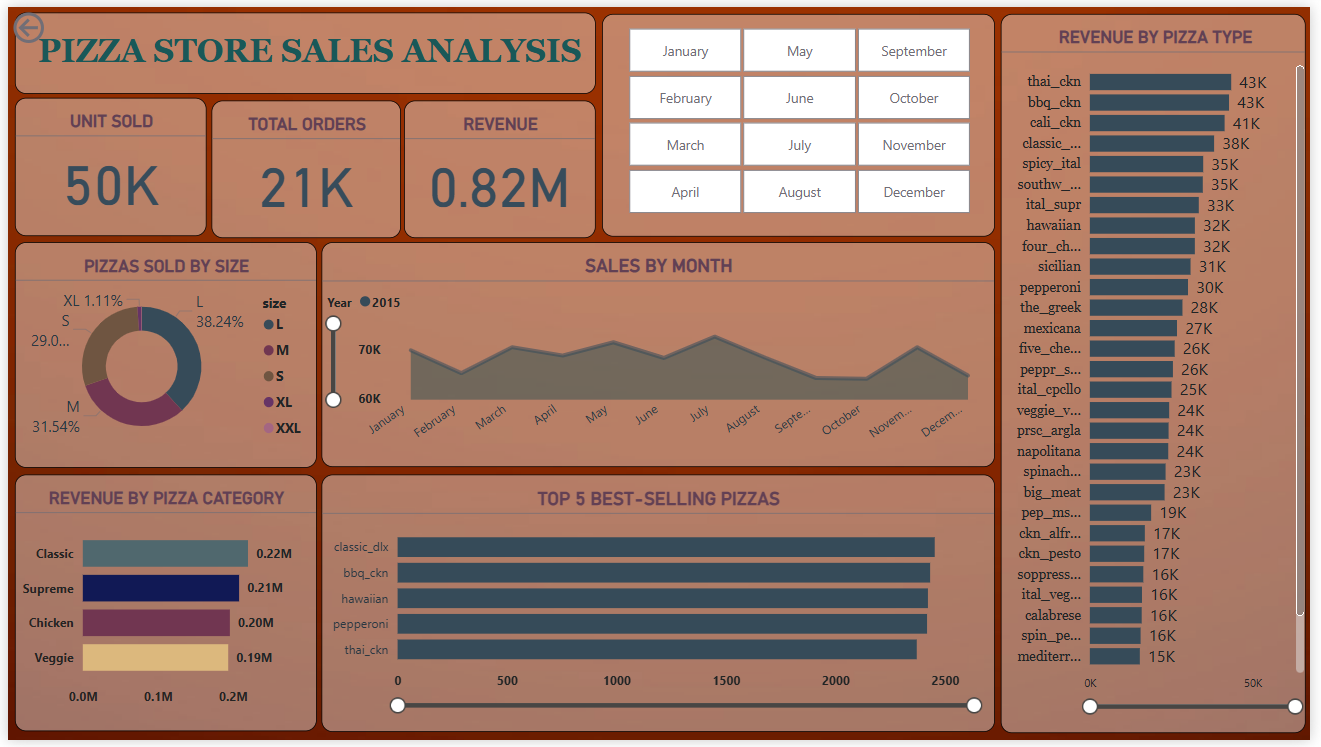 PIZZA STORE SALES ANALYSIS
January May September
February June October
March July November
April August December
UNIT SOLD
50K
TOTAL ORDERS
21K
REVENUE
0.82M
PIZZAS SOLD BY SIZE
XL 1.11%
L
38.24%
S
29.0...
M
31.54%
size
L
M
S
XL
XXL
SALES BY MONTH
Year 2015
70K
60K
January February March April May June July August Septe... October Novem... Decem...
REVENUE BY PIZZA CATEGORY
Classic 0.22M
Supreme 0.21M
Chicken 0.20M
Veggie 0.19M
0.0M 0.1M 0.2M
TOP 5 BEST-SELLING PIZZAS
classic_dlx
bbq_ckn
hawaiian
pepperoni
thai_ckn
0 500 1000 1500 2000 2500
REVENUE BY PIZZA TYPE
thai_ckn 43K
bbq_ckn 43K
cali_ckn 41K
classic_... 38K
spicy_ital 35K
southw_... 35K
ital_supr 33K
hawaiian 32K
four_ch... 32K
sicilian 31K
pepperoni 30K
the_greek 28K
mexicana 27K
five_che... 26K
peppr_s... 26K
ital_cpcllo 25K
veggie_v... 24K
prsc_argla 24K
napolitana 24K
spinach... 23K
big_meat 23K
pep_ms... 19K
ckn_alfr... 17K
ckn_pesto 17K
soppress... 16K
ital_veg... 16K
calabrese 16K
spin_pe... 16K
mediterr... 15K
0K 50K